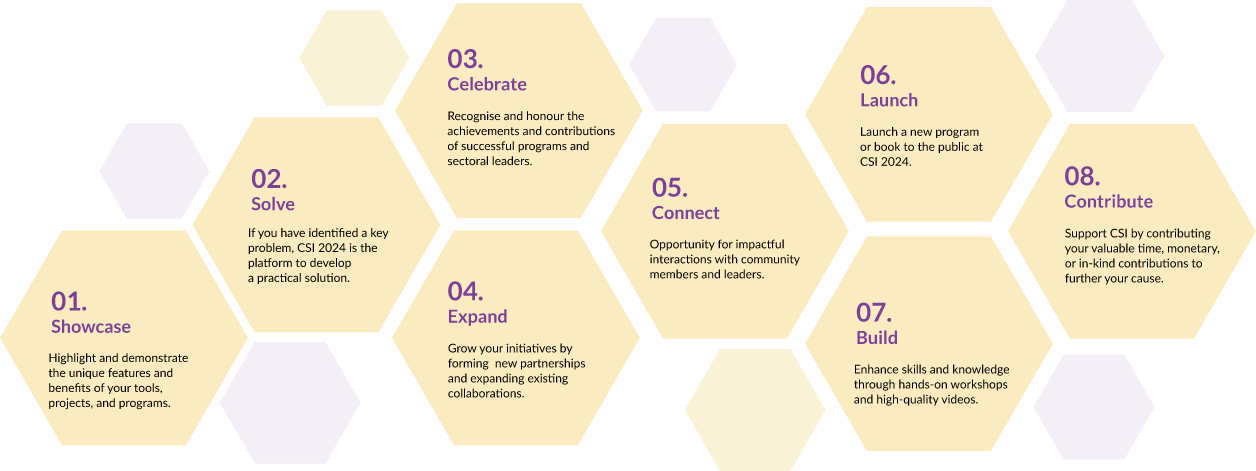 01.
Showcase
Highlight and demonstrate
the unique features and
benefits of your tools,
projects, and programs.
02.
Solve
If you have identified a key
problem, CSI 2024 is the
platform to develop
a practical solution.
03.
Celebrate
Recognise and honour the
achievements and contributions
of successful programs and
sectoral leaders.
04.
Expand
Grow your initiatives by
forming  new partnerships
and expanding existing
collaborations.
05.
Connect
Opportunity for impactful
interactions with community
members and leaders.
06.
Launch
Launch a new program
or book to the public at
CSI 2024.
07.
Build
Enhance skills and knowledge
through hands-on workshops
and high-quality videos.
08.
Contribute
Support CSI by contributing
your valuable time, monetary,
or in-kind contributions to
further your cause.